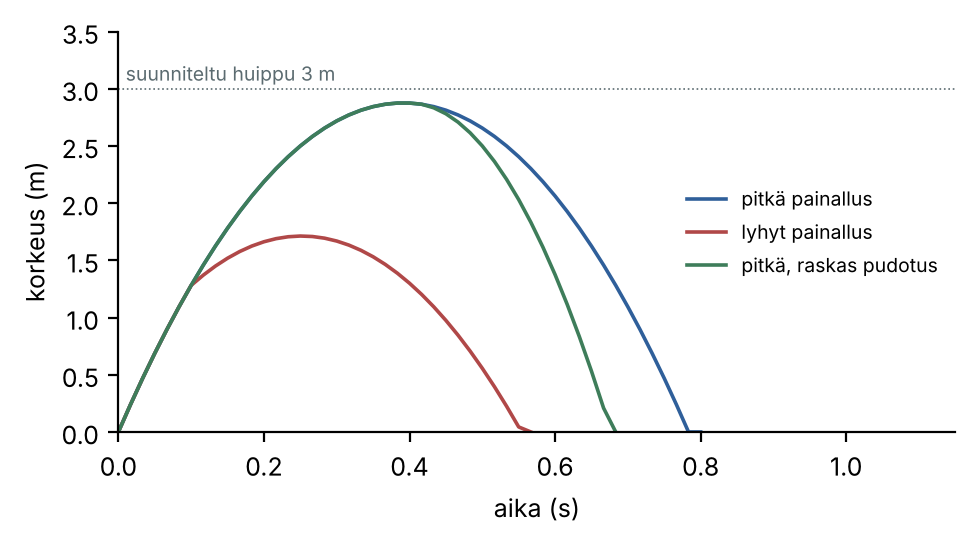 3.5
suunniteltu huippu 3 m
3.0
2.5
2.0
1.5
1.0
0.5
0.0
korkeus (m)
pitkä painallus
lyhyt painallus
pitkä, raskas pudotus
0.0 0.2 0.4 0.6 0.8 1.0
aika (s)